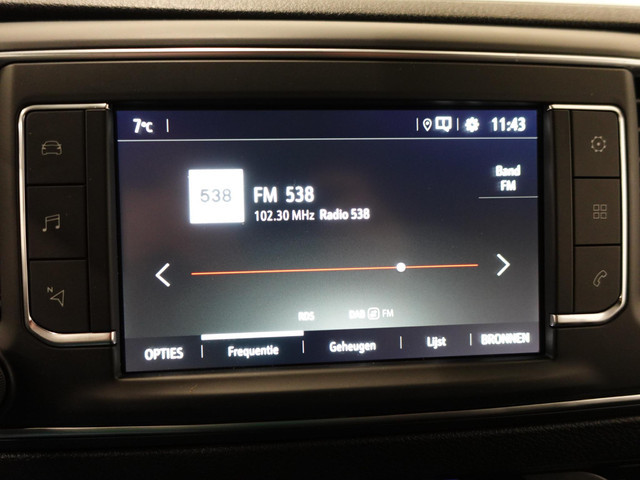 7°C 11:43
Band
FM
538
FM 538
102.30 MHz Radio 538
RDS DAB FM
OPTIES Frequentie Geheugen Lijst BRONNEN
N